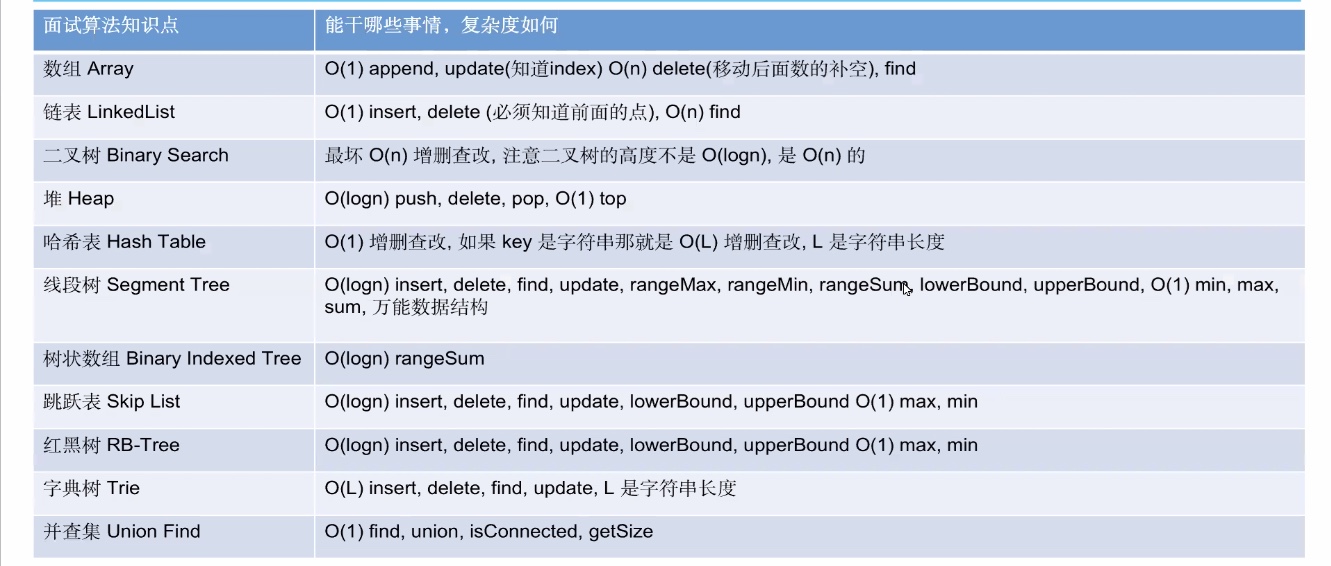 面试算法知识点 能干哪些事情，复杂度如何
数组 Array O(1) append, update(知道index) O(n) delete(移动后面数的补空), find
链表 LinkedList O(1) insert, delete (必须知道前面的点), O(n) find
二叉树 Binary Search 最坏 O(n) 增删查改, 注意二叉树的高度不是 O(logn), 是 O(n) 的
堆 Heap O(logn) push, delete, pop, O(1) top
哈希表 Hash Table O(1) 增删查改, 如果 key 是字符串那就是 O(L) 增删查改, L 是字符串长度
线段树 Segment Tree O(logn) insert, delete, find, update, rangeMax, rangeMin, rangeSum, lowerBound, upperBound, O(1) min, max,
sum, 万能数据结构
树状数组 Binary Indexed Tree O(logn) rangeSum
跳跃表 Skip List O(logn) insert, delete, find, update, lowerBound, upperBound O(1) max, min
红黑树 RB-Tree O(logn) insert, delete, find, update, lowerBound, upperBound O(1) max, min
字典树 Trie O(L) insert, delete, find, update, L 是字符串长度
并查集 Union Find O(1) find, union, isConnected, getSize